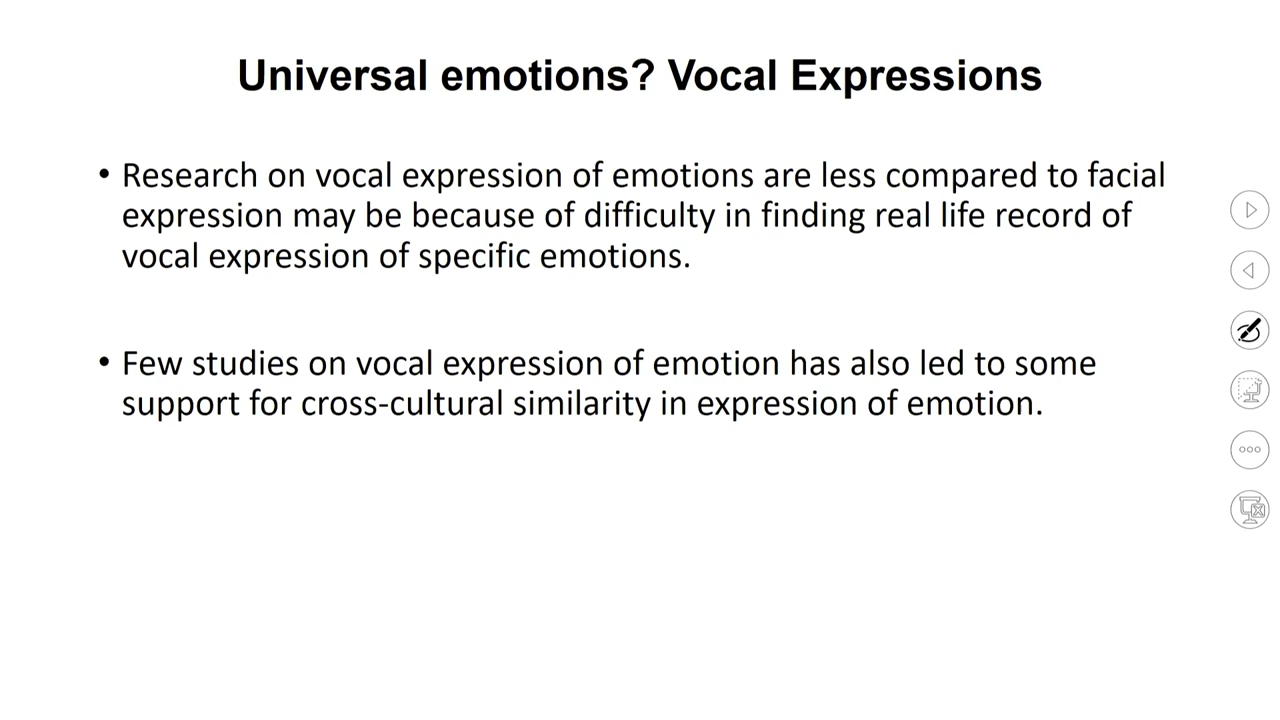 Universal emotions? Vocal Expressions
• Research on vocal expression of emotions are less compared to facial
expression may be because of difficulty in finding real life record of
vocal expression of specific emotions.
• Few studies on vocal expression of emotion has also led to some
support for cross-cultural similarity in expression of emotion.